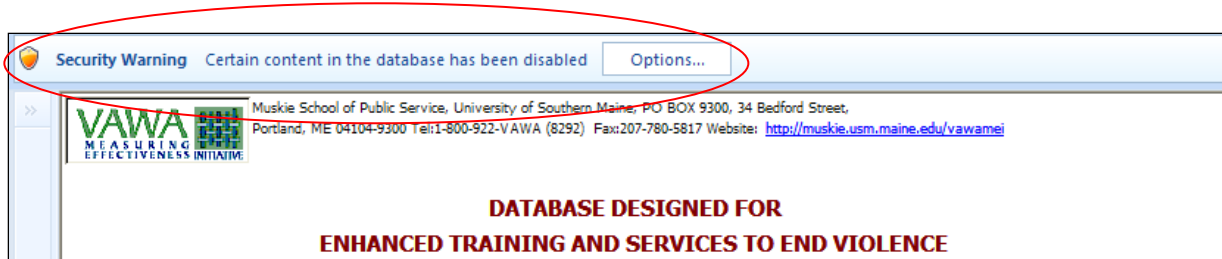 Security Warning Certain content in the database has been disabled Options...
»
VAWA
MEASURING
EFFECTIVENESS INITIATIVE
Muskie School of Public Service, University of Southern Maine, PO BOX 9300, 34 Bedford Street,
Portland, ME 04104-9300 Tel:1-800-922-VAWA (8292) Fax:207-780-5817 Website: http://muskie.usm.maine.edu/vawamei
DATABASE DESIGNED FOR
ENHANCED TRAINING AND SERVICES TO END VIOLENCE